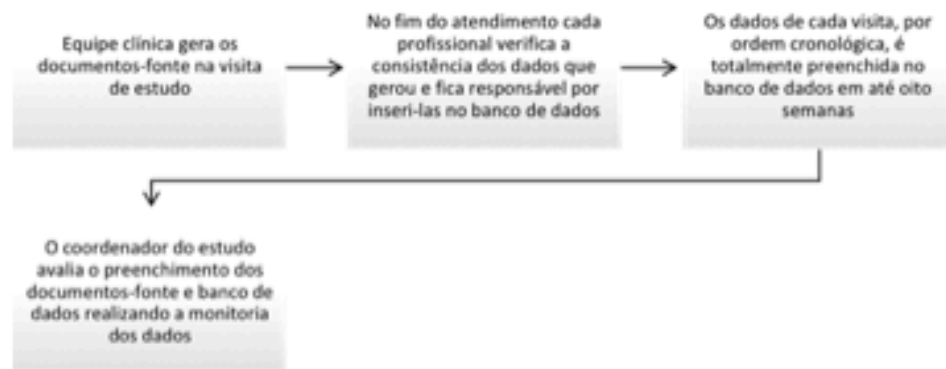 Equipe clínica gera os
documentos-fonte na visita
de estudo
No fim do atendimento cada
profissional verifica a
consistência dos dados que
gerou e fica responsável por
inseri-las no banco de dados
Os dados de cada visita, por
ordem cronológica, é
totalmente preenchida no
banco de dados em até oito
semanas
O coordenador do estudo
avalia o preenchimento dos
documentos-fonte e banco de
dados realizando a monitoria
dos dados